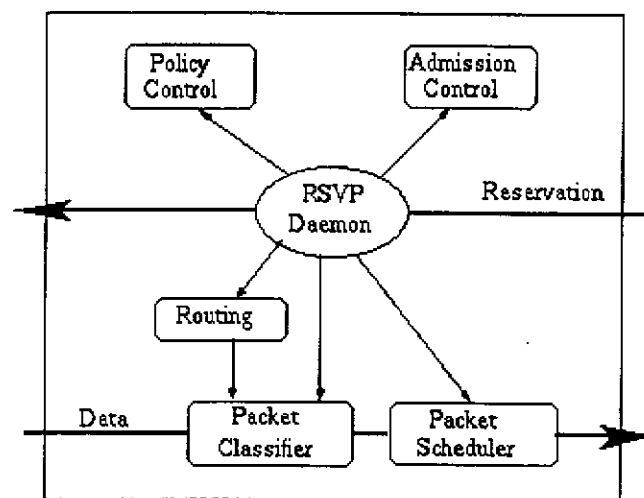 Policy
Control
Admission
Control
RSVP
Daemon
Reservation
Routing
Data
Packet
Classifier
Packet
Scheduler